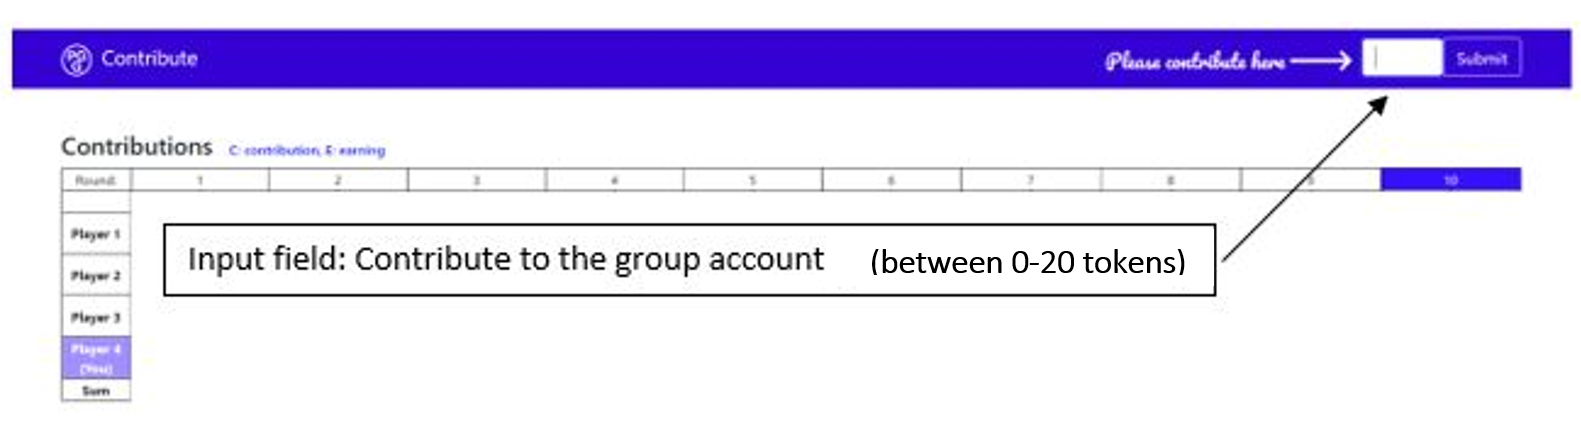 Contribute
Please contribute here
Submit
Contributions C: contribution, E: earning
Round: 1 2 3 4 5 6 7 8 9 10
Player 1
Player 2
Player 3
Player 4
(You)
Sum
Input field: Contribute to the group account (between 0-20 tokens)